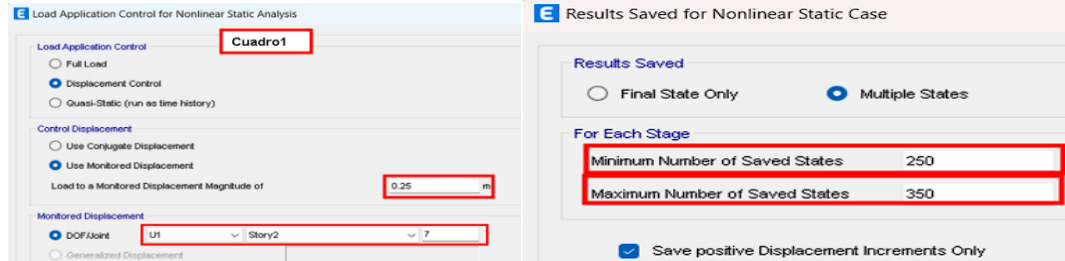 Load Application Control for Nonlinear Static Analysis
Cuadro1
Load Application Control
Full Load
Displacement Control
Quasi-Static (run as time history)
Control Displacement
Use Conjugate Displacement
Use Monitored Displacement
Load to a Monitored Displacement Magnitude of 0.25 m
Monitored Displacement
DOF/Joint U1 Story2 7
Generalized Displacement
Results Saved for Nonlinear Static Case
Results Saved
Final State Only Multiple States
For Each Stage
Minimum Number of Saved States 250
Maximum Number of Saved States 350
Save positive Displacement Increments Only